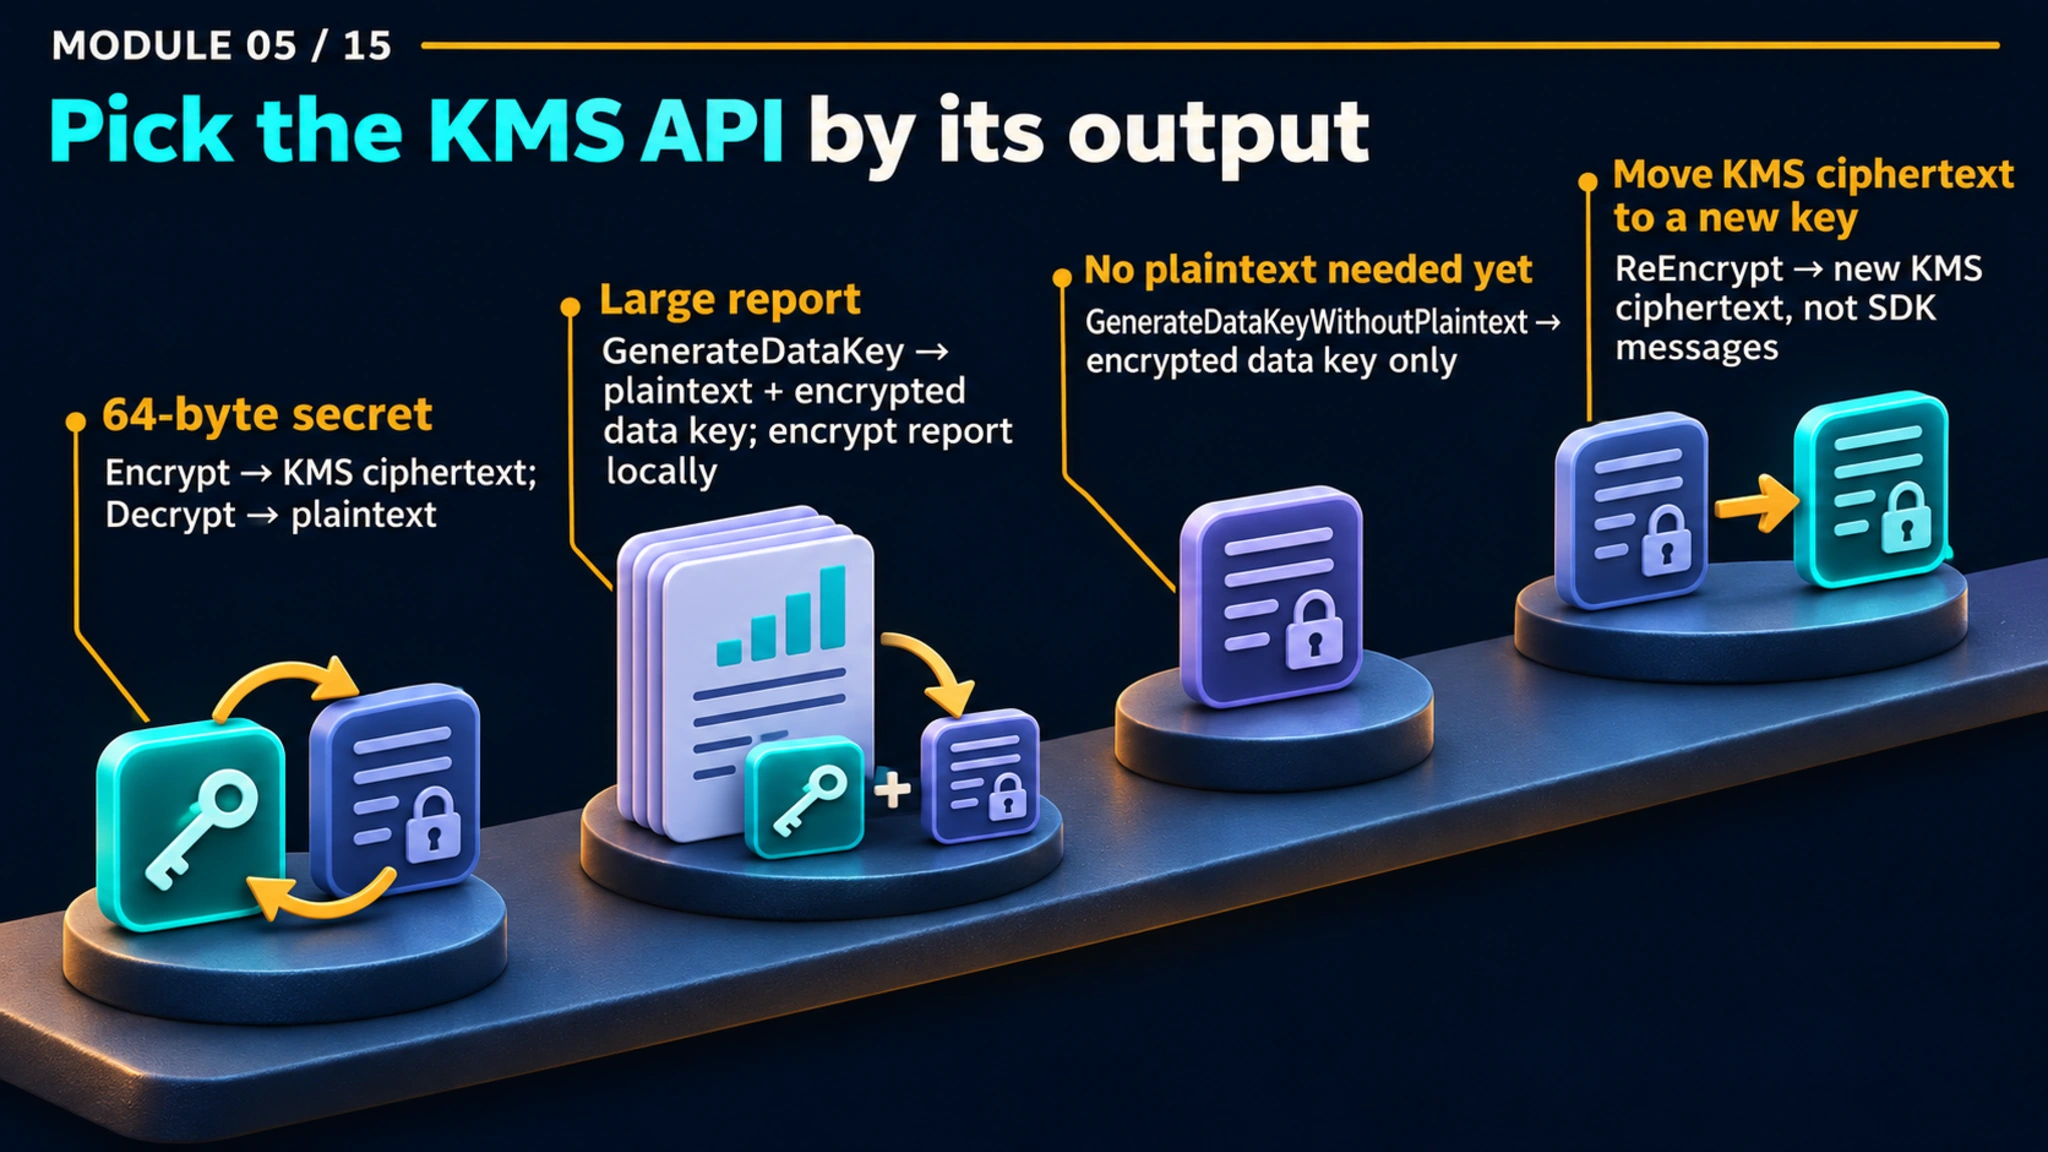 MODULE 05 / 15
Pick the KMS API by its output
64-byte secret
Encrypt → KMS ciphertext;
Decrypt → plaintext
Large report
GenerateDataKey →
plaintext + encrypted
data key; encrypt report
locally
No plaintext needed yet
GenerateDataKeyWithoutPlaintext →
encrypted data key only
Move KMS ciphertext
to a new key
ReEncrypt → new KMS
ciphertext, not SDK
messages